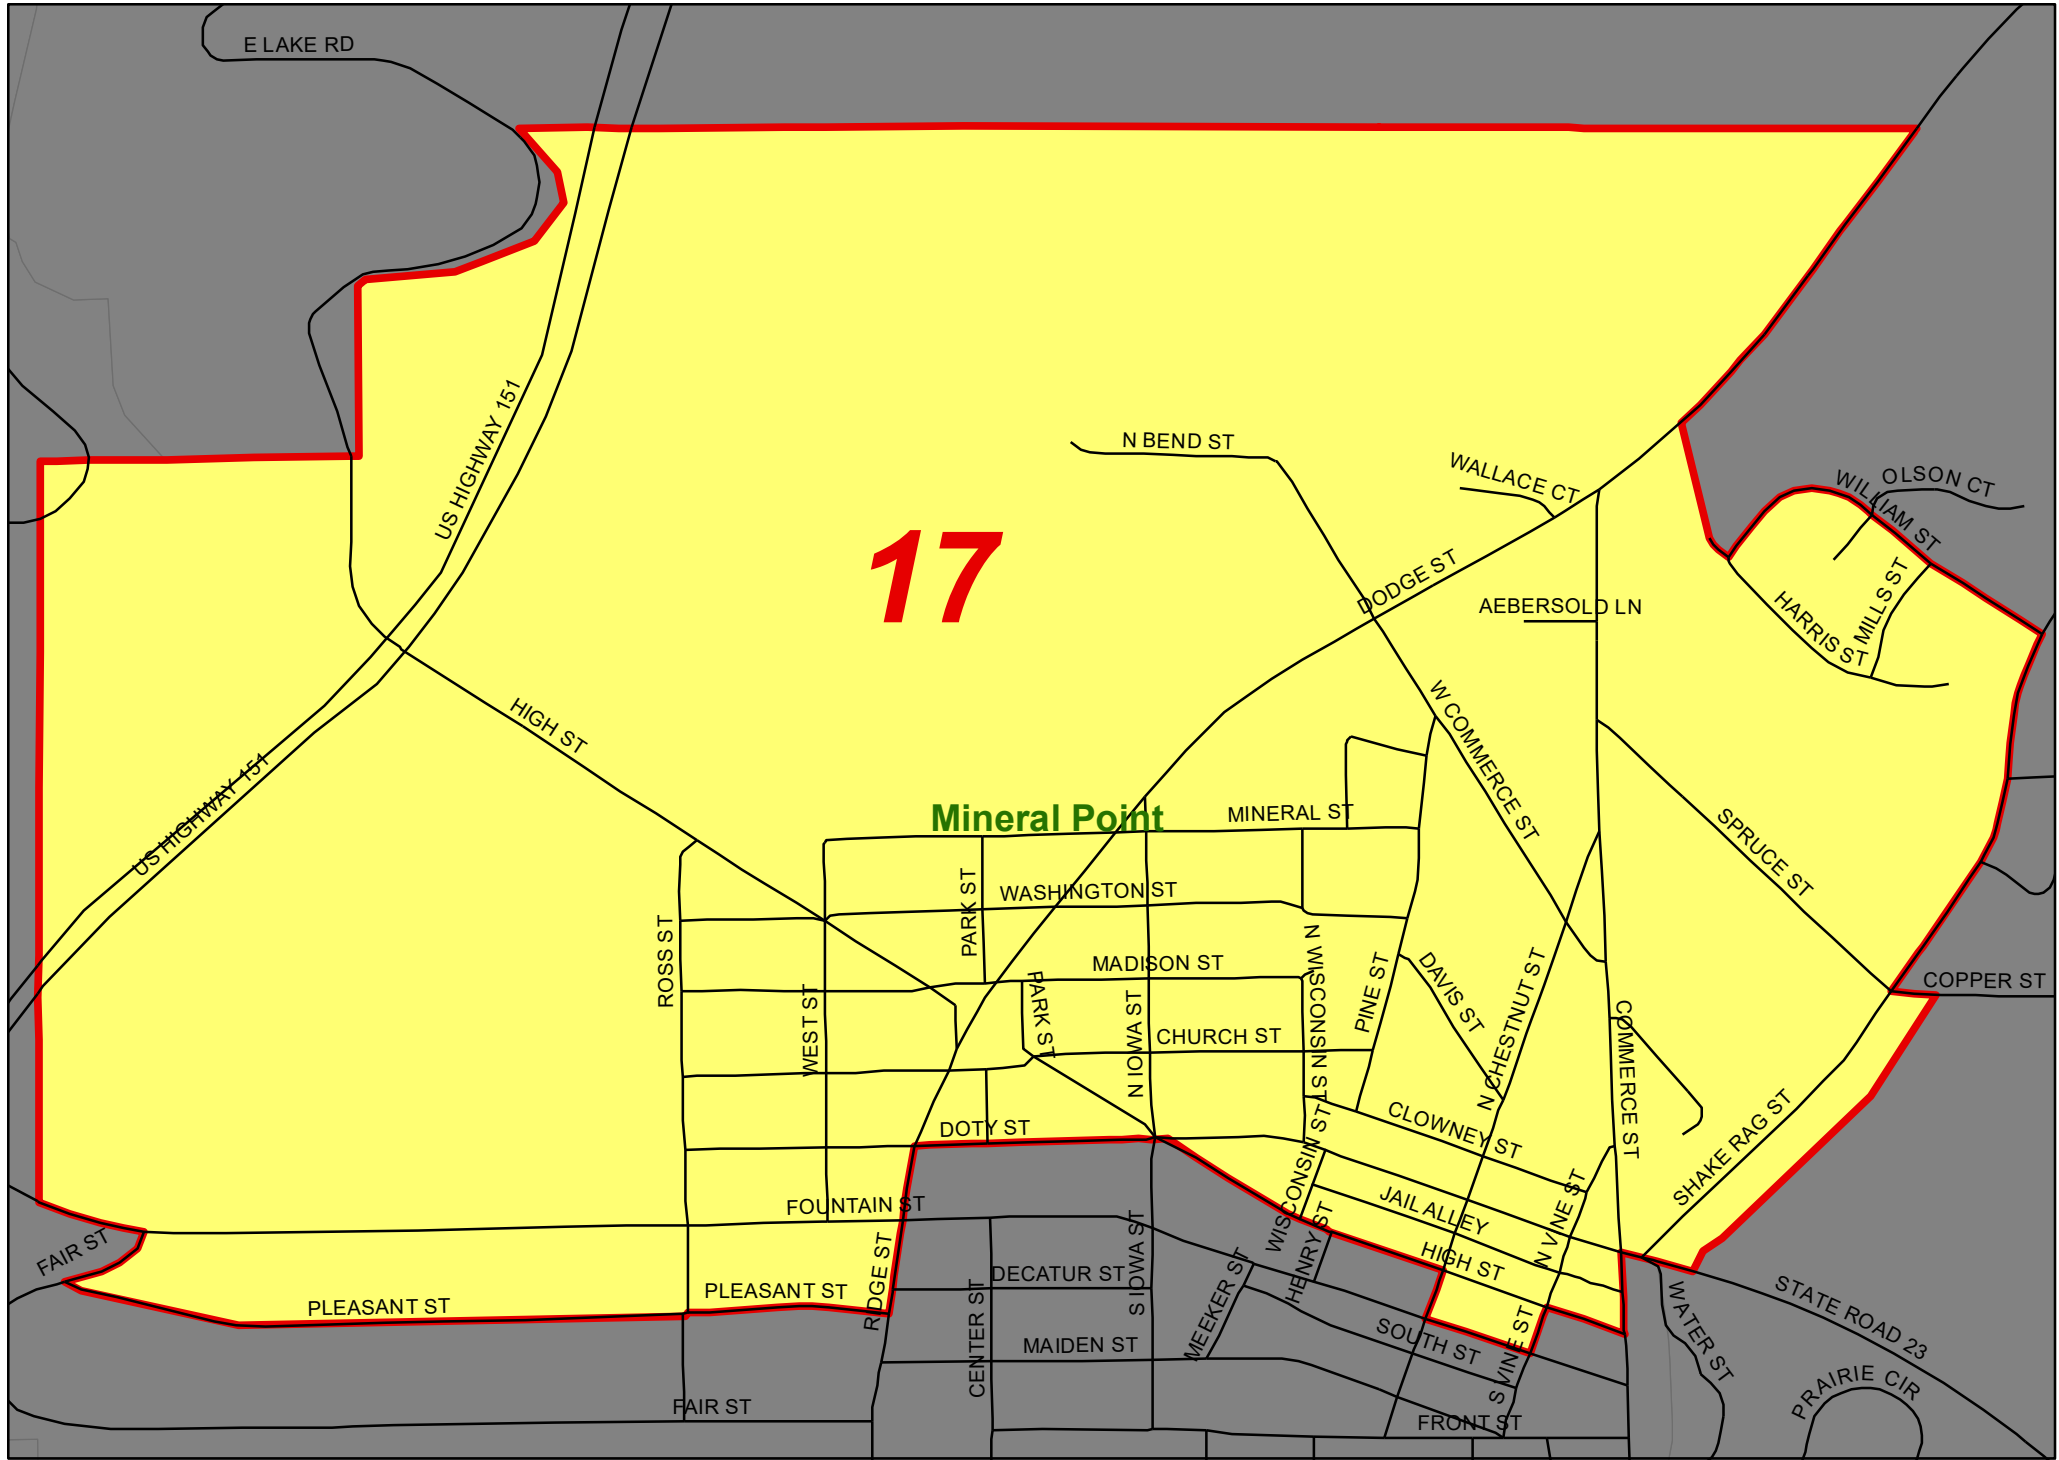 E LAKE RD
US HIGHWAY 151
N BEND ST
WALLACE CT
OLSON CT
WILLIAM ST
17
DODGE ST
AEBERSOLD LN
MILLS ST
HARRIS ST
HIGH ST
W COMMERCE ST
US HIGHWAY 151
Mineral Point
MINERAL ST
SPRUCE ST
WASHINGTON ST
PARK ST
ROSS ST
MADISON ST
N WISCONSIN ST
PINE ST
DAVIS ST
N CHESTNUT ST
COPPER ST
WEST ST
PARK ST
N IOWA ST
CHURCH ST
COMMERCE ST
DOTY ST
CLOWNEY ST
SHAKE RAG ST
WISCONSIN ST
JAIL ALLEY
N VINE ST
FOUNTAIN ST
FAIR ST
RIDGE ST
S IOWA ST
HENRY ST
HIGH ST
DECATUR ST
MEEKER ST
PLEASANT ST
PLEASANT ST
CENTER ST
MAIDEN ST
SOUTH ST
S VINE ST
WATER ST
STATE ROAD 23
PRAIRIE CIR
FAIR ST
FRONT ST